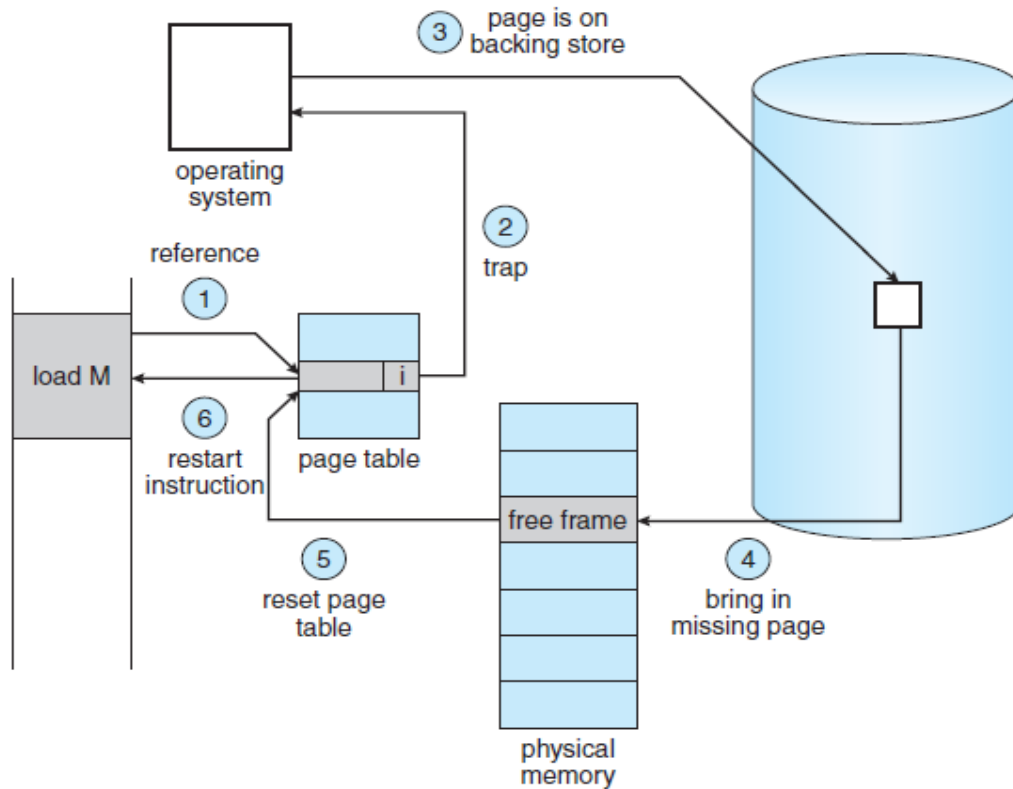 3
page is on
backing store
operating
system
2
trap
reference
1
load M
i
6
restart
instruction
page table
free frame
5
reset page
table
4
bring in
missing page
physical
memory